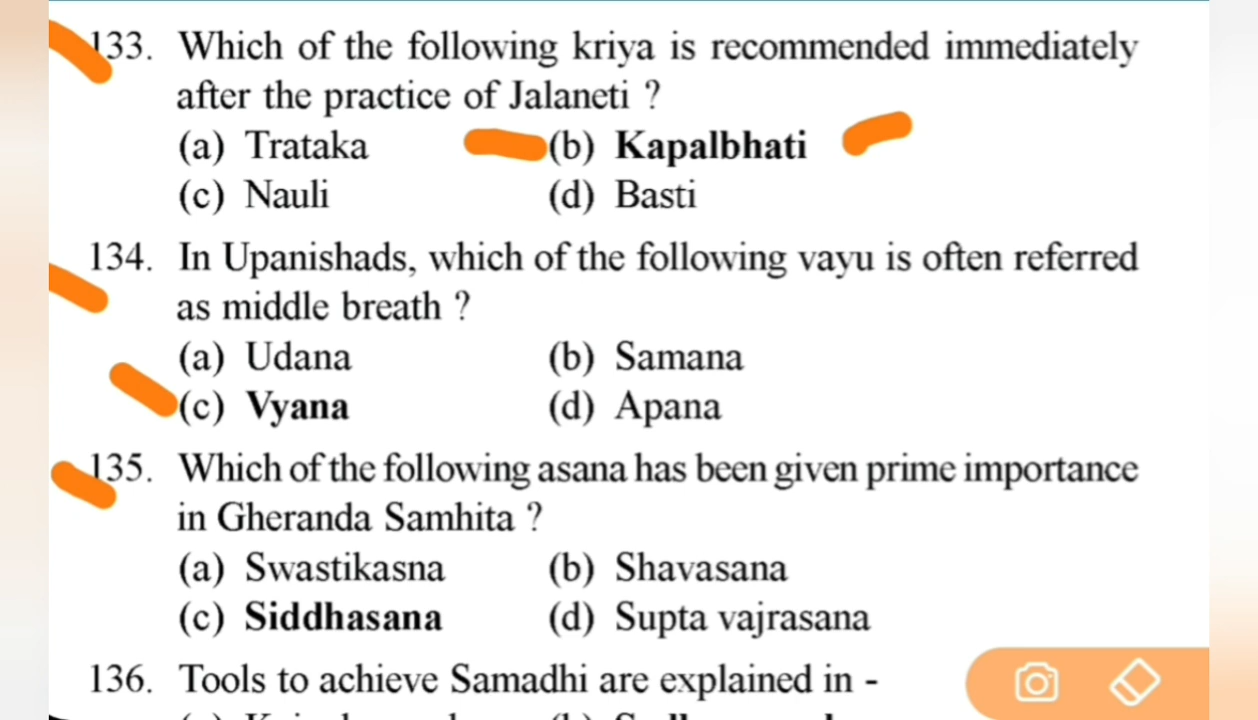 133. Which of the following kriya is recommended immediately
after the practice of Jalaneti ?
(a) Trataka (b) Kapalbhati
(c) Nauli (d) Basti
134. In Upanishads, which of the following vayu is often referred
as middle breath ?
(a) Udana (b) Samana
(c) Vyana (d) Apana
135. Which of the following asana has been given prime importance
in Gheranda Samhita ?
(a) Swastikasna (b) Shavasana
(c) Siddhasana (d) Supta vajrasana
136. Tools to achieve Samadhi are explained in -